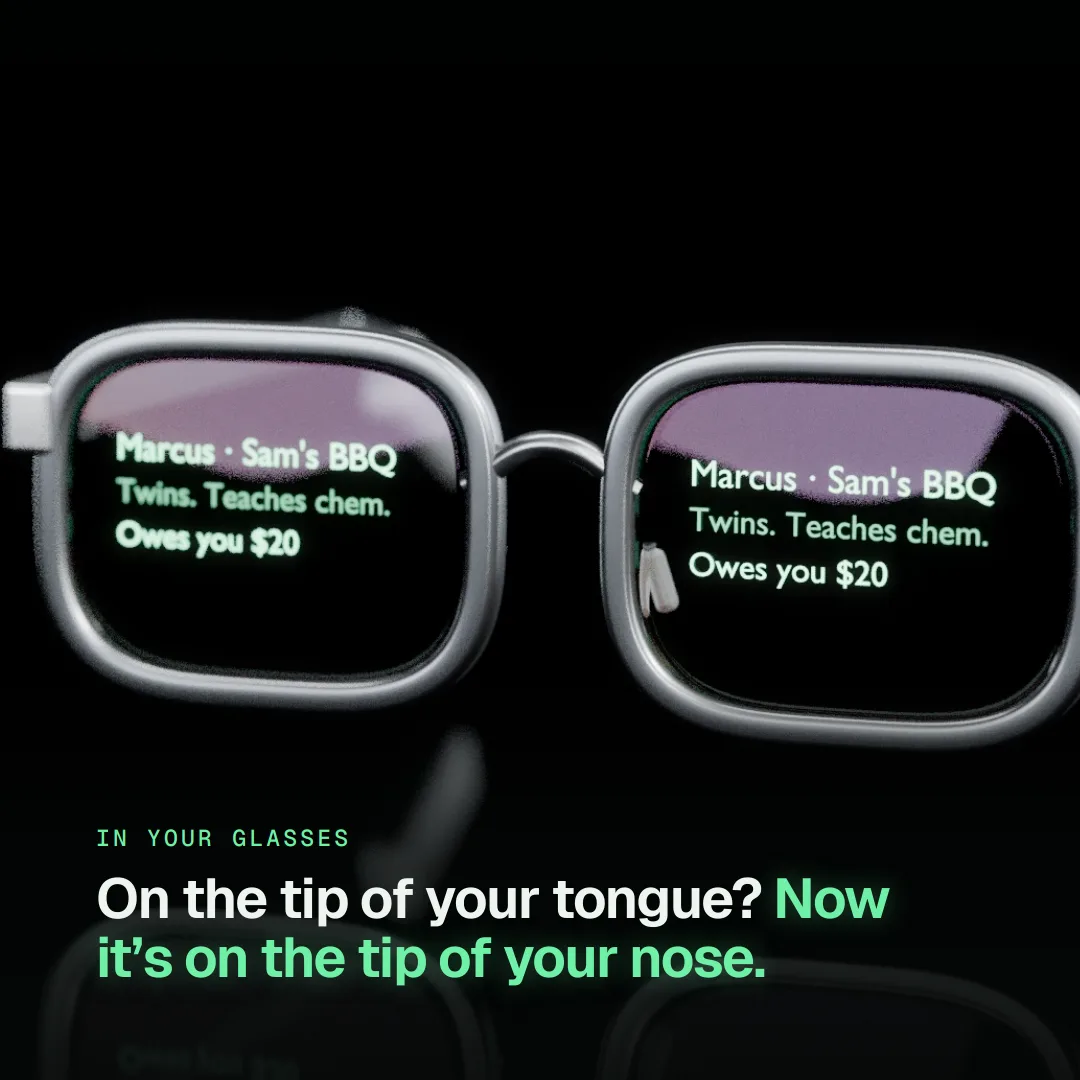 Marcus · Sam's BBQ
Twins. Teaches chem.
Owes you $20
Marcus · Sam's BBQ
Twins. Teaches chem.
Owes you $20
IN YOUR GLASSES
On the tip of your tongue? Now
it’s on the tip of your nose.